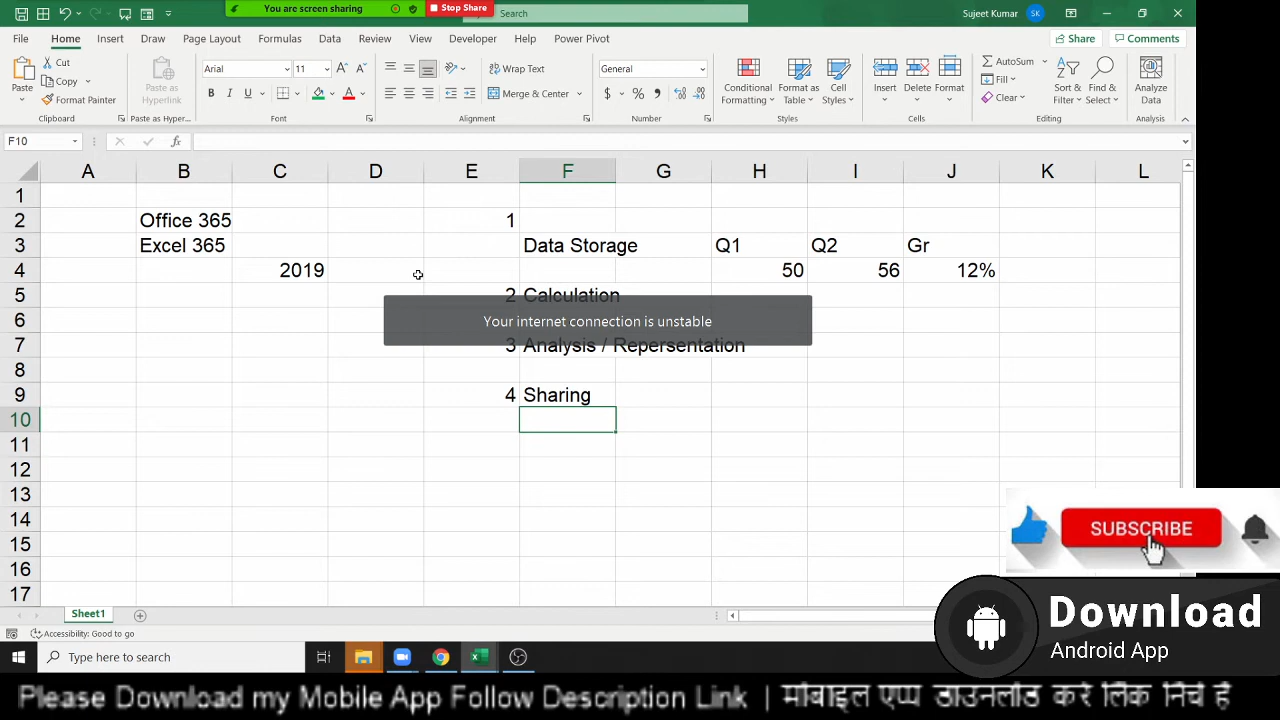 You are screen sharing
Stop Share
Search
Sujeet Kumar
SK
File Home Insert Draw Page Layout Formulas Data Review View Developer Help Power Pivot
Share
Comments
Paste
Cut
Copy
Format Painter
Clipboard
Paste as Hyperlink
Paste as Hyper...
Arial
11
B I U
Font
Wrap Text
Merge & Center
Alignment
General
$ % ,
Number
Conditional Formatting
Format as Table
Cell Styles
Styles
Insert
Delete
Format
Cells
AutoSum
Fill
Clear
Sort & Filter
Find & Select
Editing
Analyze Data
Analysis
F10
fx
A B C D E F G H I J K L
1
2 Office 365 1
3 Excel 365 Data Storage Q1 Q2 Gr
4 2019 50 56 12%
5 2 Calculation
6
Your internet connection is unstable
7 3 Analysis / Repersentation
8
9 4 Sharing
10
11
12
13
14
15
16
17
SUBSCRIBE
Sheet1
Accessibility: Good to go
Download
Android App
Type here to search
Please Download my Mobile App Follow Description Link | मोबाइल एप्प डाउनलोड करे लिंक निचे है